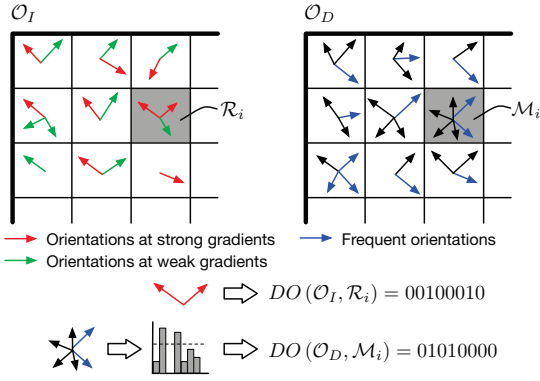 𝒪_I 𝒪_D
ℛ_i ℳ_i
Orientations at strong gradients Frequent orientations
Orientations at weak gradients
DO (𝒪_I, ℛ_i) = 00100010
DO (𝒪_D, ℳ_i) = 01010000